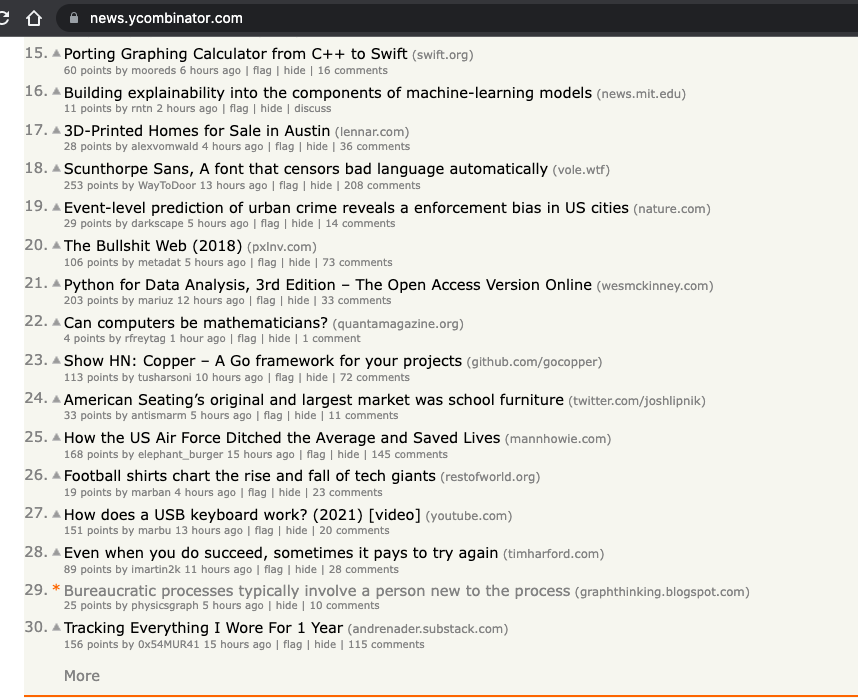 news.ycombinator.com
15. Porting Graphing Calculator from C++ to Swift (swift.org)
60 points by mooreds 6 hours ago | flag | hide | 16 comments
16. Building explainability into the components of machine-learning models (news.mit.edu)
11 points by rntn 2 hours ago | flag | hide | discuss
17. 3D-Printed Homes for Sale in Austin (lennar.com)
28 points by alexvomwald 4 hours ago | flag | hide | 36 comments
18. Scunthorpe Sans, A font that censors bad language automatically (vole.wtf)
253 points by WayToDoor 13 hours ago | flag | hide | 208 comments
19. Event-level prediction of urban crime reveals a enforcement bias in US cities (nature.com)
29 points by darkscape 5 hours ago | flag | hide | 14 comments
20. The Bullshit Web (2018) (pxlnv.com)
106 points by metadat 5 hours ago | flag | hide | 73 comments
21. Python for Data Analysis, 3rd Edition – The Open Access Version Online (wesmckinney.com)
203 points by mariuz 12 hours ago | flag | hide | 33 comments
22. Can computers be mathematicians? (quantamagazine.org)
4 points by rfreytag 1 hour ago | flag | hide | 1 comment
23. Show HN: Copper – A Go framework for your projects (github.com/gocopper)
113 points by tusharsoni 10 hours ago | flag | hide | 72 comments
24. American Seating’s original and largest market was school furniture (twitter.com/joshlipnik)
33 points by antismarm 5 hours ago | flag | hide | 11 comments
25. How the US Air Force Ditched the Average and Saved Lives (mannhowie.com)
168 points by elephant_burger 15 hours ago | flag | hide | 145 comments
26. Football shirts chart the rise and fall of tech giants (restofworld.org)
19 points by marban 4 hours ago | flag | hide | 23 comments
27. How does a USB keyboard work? (2021) [video] (youtube.com)
151 points by marbu 13 hours ago | flag | hide | 20 comments
28. Even when you do succeed, sometimes it pays to try again (timharford.com)
89 points by imartin2k 11 hours ago | flag | hide | 28 comments
29. * Bureaucratic processes typically involve a person new to the process (graphthinking.blogspot.com)
25 points by physicsgraph 5 hours ago | hide | 10 comments
30. Tracking Everything I Wore For 1 Year (andrenader.substack.com)
156 points by 0x54MUR41 15 hours ago | flag | hide | 115 comments
More